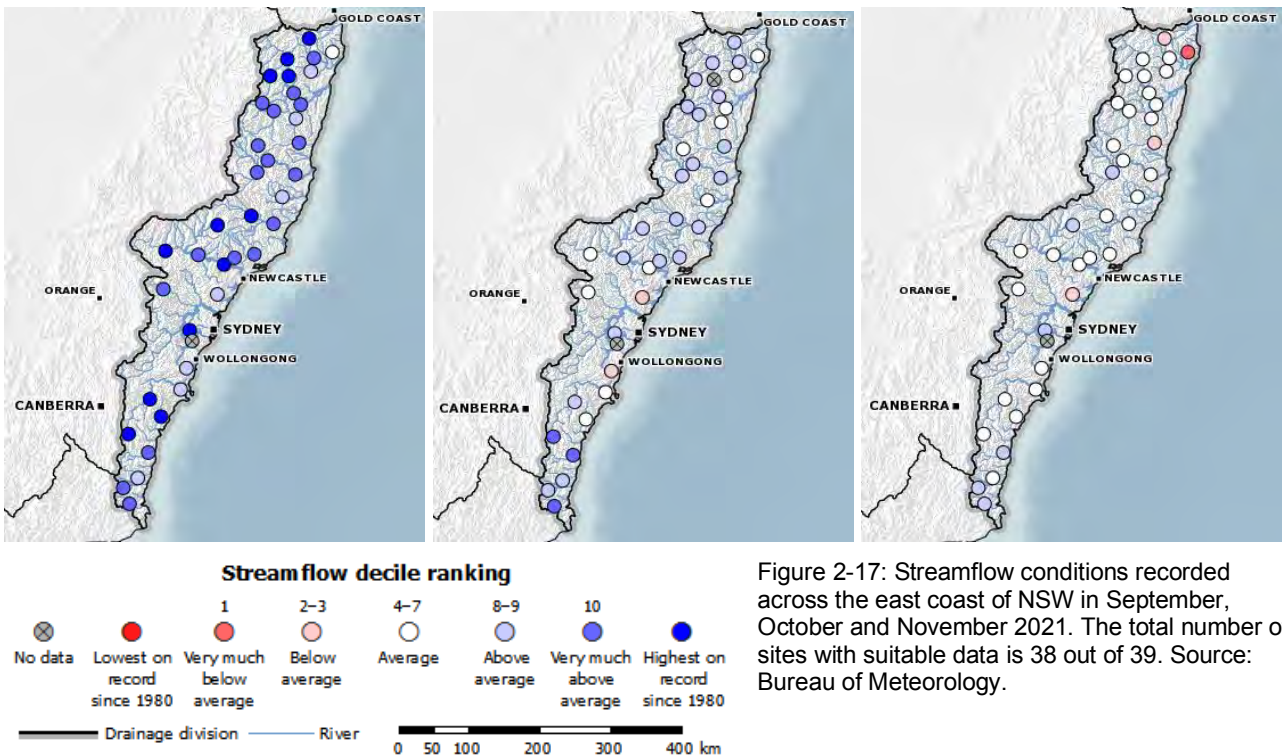 GOLD COAST
NEWCASTLE
ORANGE
SYDNEY
WOLLONGONG
CANBERRA
GOLD COAST
NEWCASTLE
ORANGE
SYDNEY
WOLLONGONG
CANBERRA
GOLD COAST
NEWCASTLE
ORANGE
SYDNEY
WOLLONGONG
CANBERRA
Streamflow decile ranking
1 2–3 4–7 8–9 10
No data Lowest on Very much Below Average Above Very much Highest on
record below average average above record
since 1980 average average since 1980
Drainage division River
0 50 100 200 300 400 km
Figure 2-17: Streamflow conditions recorded
across the east coast of NSW in September,
October and November 2021. The total number o
sites with suitable data is 38 out of 39. Source:
Bureau of Meteorology.